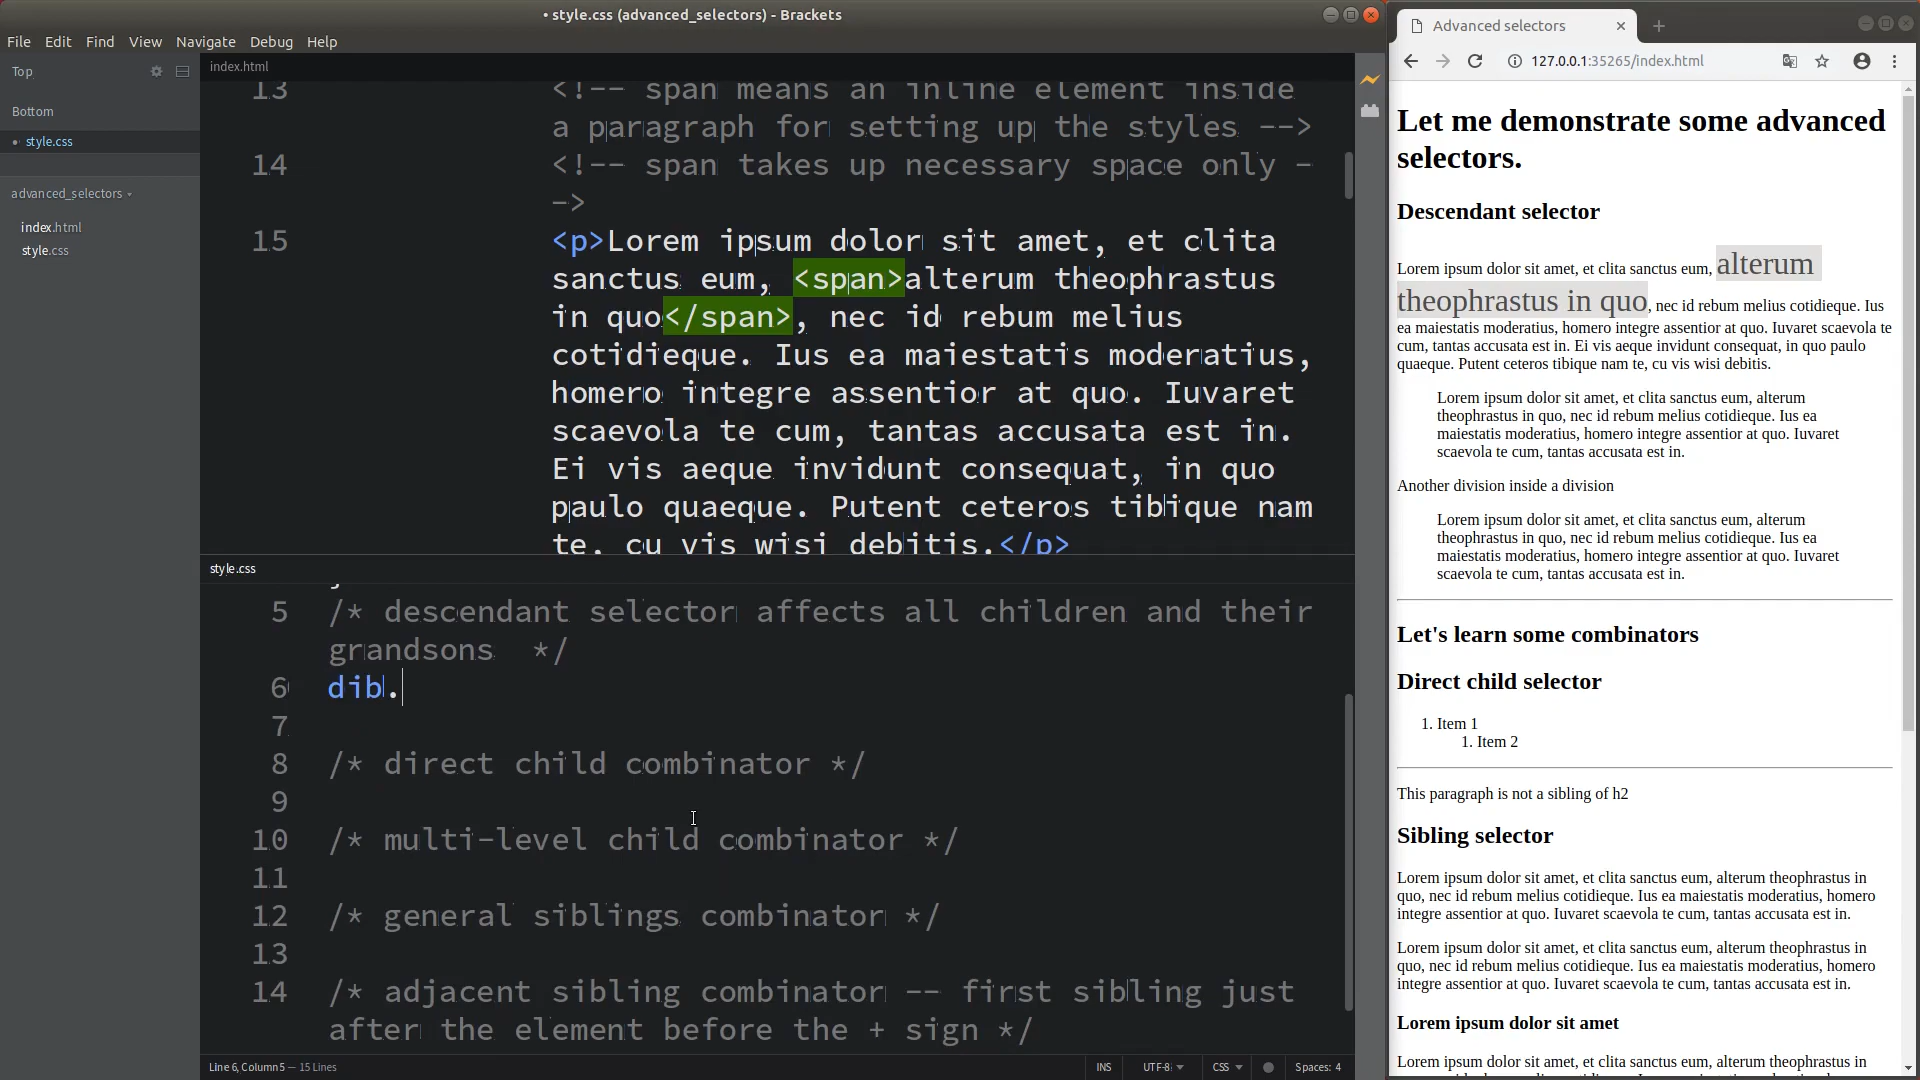 • style.css (advanced_selectors) - Brackets
File Edit Find View Navigate Debug Help
Top
Bottom
• style.css
advanced_selectors
index.html
style.css
index.html
13 <!-- span means an inline element inside
a paragraph for setting up the styles -->
14 <!-- span takes up necessary space only -
->
15 <p>Lorem ipsum dolor sit amet, et clita
sanctus eum, <span>alterum theophrastus
in quo</span>, nec id rebum melius
cotidieque. Ius ea maiestatis moderatius,
homero integre assentior at quo. Iuvaret
scaevola te cum, tantas accusata est in.
Ei vis aeque invidunt consequat, in quo
paulo quaeque. Putent ceteros tibique nam
te, cu vis wisi debitis.</p>
style.css
5 /* descendant selector affects all children and their
grandsons  */
6 dib.
7
8 /* direct child combinator */
9
10 /* multi-level child combinator */
11
12 /* general siblings combinator */
13
14 /* adjacent sibling combinator -- first sibling just
after the element before the + sign */
Line 6, Column 5 — 15 Lines
INS UTF-8 CSS Spaces: 4
Advanced selectors
127.0.0.1:35265/index.html
Let me demonstrate some advanced
selectors.
Descendant selector
Lorem ipsum dolor sit amet, et clita sanctus eum, alterum
theophrastus in quo, nec id rebum melius cotidieque. Ius
ea maiestatis moderatius, homero integre assentior at quo. Iuvaret scaevola te
cum, tantas accusata est in. Ei vis aeque invidunt consequat, in quo paulo
quaeque. Putent ceteros tibique nam te, cu vis wisi debitis.
Lorem ipsum dolor sit amet, et clita sanctus eum, alterum
theophrastus in quo, nec id rebum melius cotidieque. Ius ea
maiestatis moderatius, homero integre assentior at quo. Iuvaret
scaevola te cum, tantas accusata est in.
Another division inside a division
Lorem ipsum dolor sit amet, et clita sanctus eum, alterum
theophrastus in quo, nec id rebum melius cotidieque. Ius ea
maiestatis moderatius, homero integre assentior at quo. Iuvaret
scaevola te cum, tantas accusata est in.
Let's learn some combinators
Direct child selector
1. Item 1
1. Item 2
This paragraph is not a sibling of h2
Sibling selector
Lorem ipsum dolor sit amet, et clita sanctus eum, alterum theophrastus in
quo, nec id rebum melius cotidieque. Ius ea maiestatis moderatius, homero
integre assentior at quo. Iuvaret scaevola te cum, tantas accusata est in.
Lorem ipsum dolor sit amet, et clita sanctus eum, alterum theophrastus in
quo, nec id rebum melius cotidieque. Ius ea maiestatis moderatius, homero
integre assentior at quo. Iuvaret scaevola te cum, tantas accusata est in.
Lorem ipsum dolor sit amet
Lorem ipsum dolor sit amet, et clita sanctus eum, alterum theophrastus in